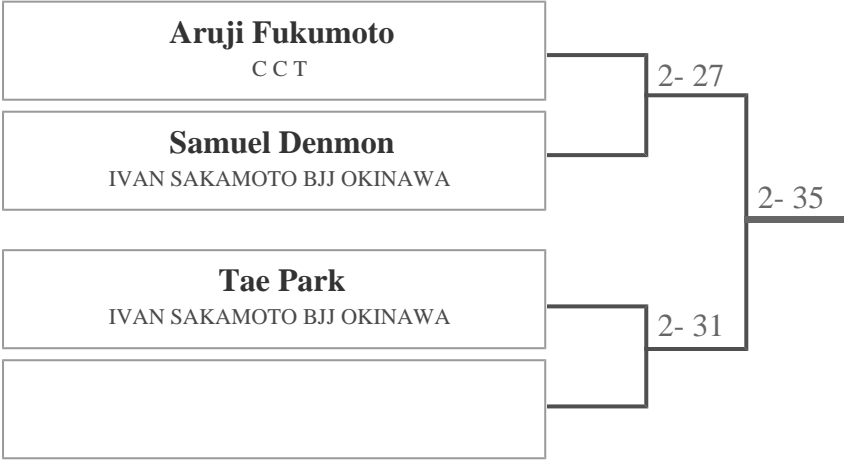 Aruji Fukumoto
C C T
2- 27
Samuel Denmon
IVAN SAKAMOTO BJJ OKINAWA
2- 35
Tae Park
IVAN SAKAMOTO BJJ OKINAWA
2- 31